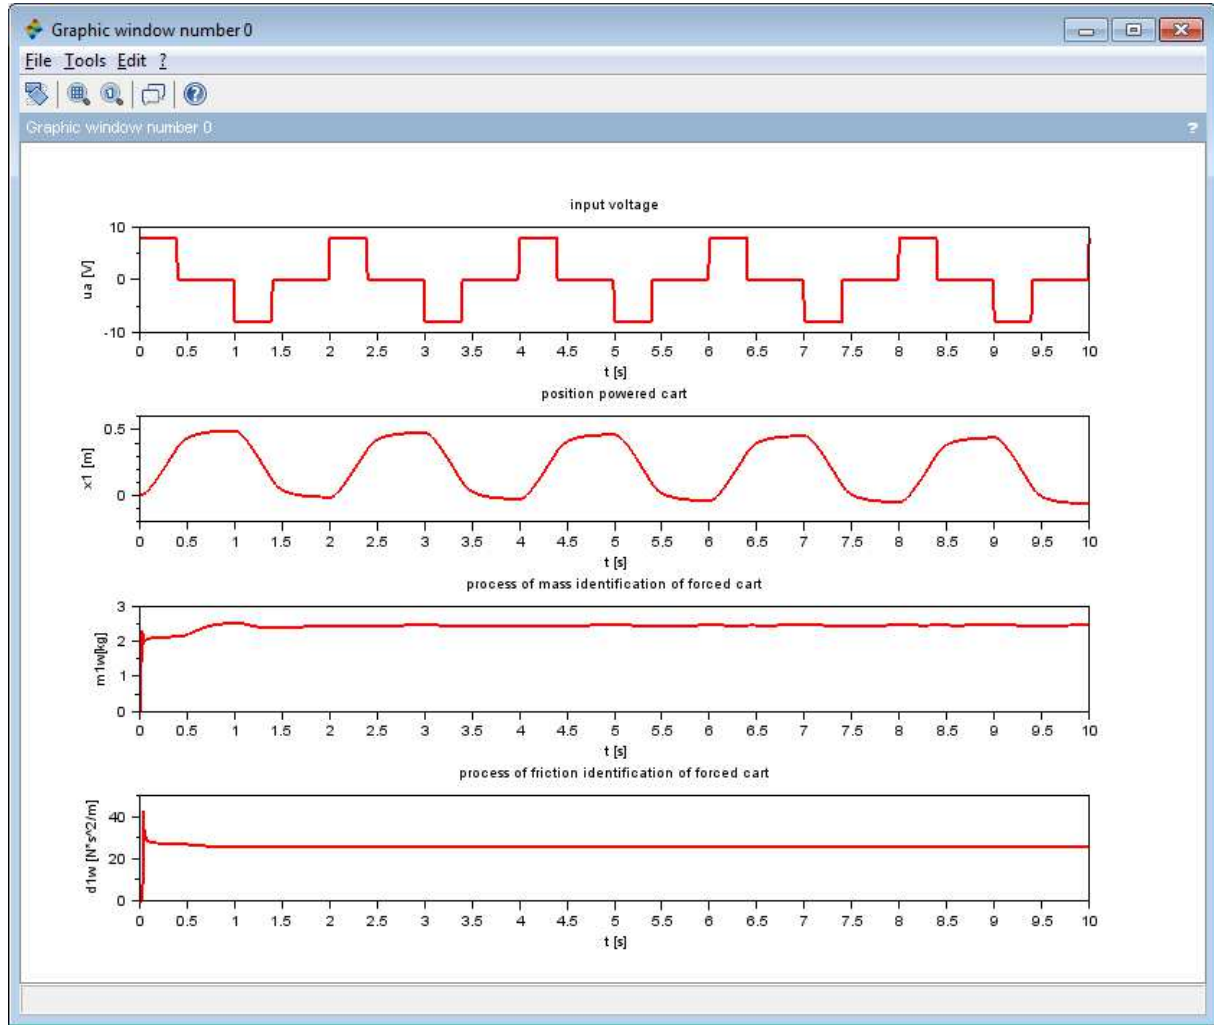 Graphic window number 0
File Tools Edit ?
Graphic window number 0 ?
input voltage
ua [V]
10
0
-10
0 0.5 1 1.5 2 2.5 3 3.5 4 4.5 5 5.5 6 6.5 7 7.5 8 8.5 9 9.5 10
t [s]
position powered cart
x1 [m]
0.5
0
0 0.5 1 1.5 2 2.5 3 3.5 4 4.5 5 5.5 6 6.5 7 7.5 8 8.5 9 9.5 10
t [s]
process of mass identification of forced cart
m1w[kg]
3
2
1
0
0 0.5 1 1.5 2 2.5 3 3.5 4 4.5 5 5.5 6 6.5 7 7.5 8 8.5 9 9.5 10
t [s]
process of friction identification of forced cart
d1w [N*s^2/m]
40
20
0
0 0.5 1 1.5 2 2.5 3 3.5 4 4.5 5 5.5 6 6.5 7 7.5 8 8.5 9 9.5 10
t [s]